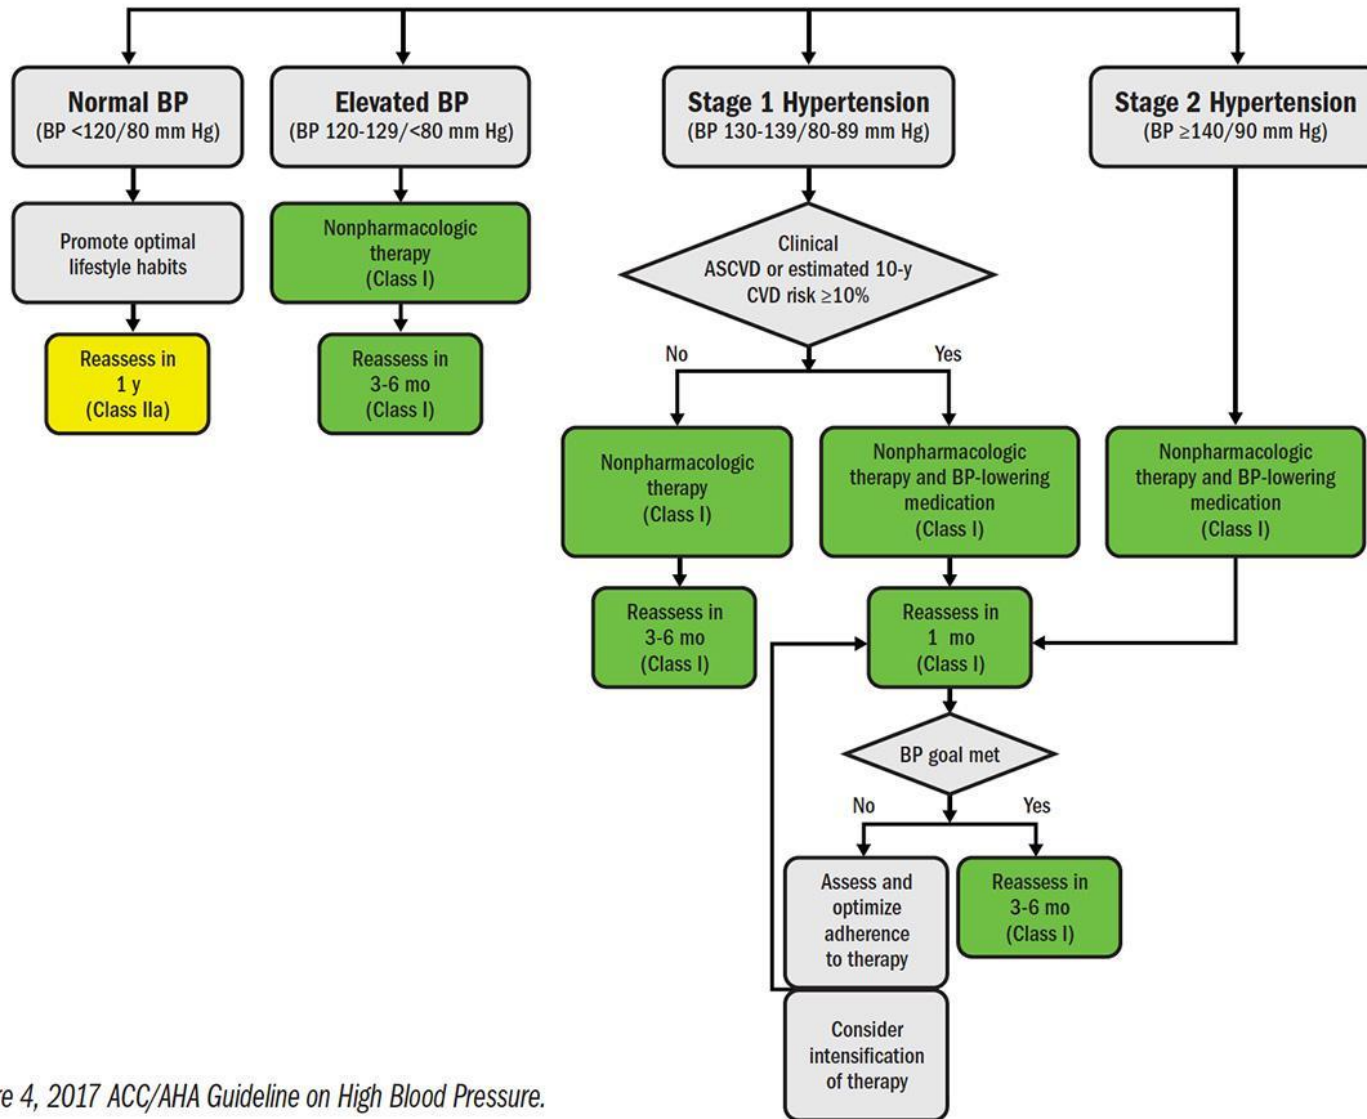 Normal BP
(BP <120/80 mm Hg)
Elevated BP
(BP 120-129/<80 mm Hg)
Stage 1 Hypertension
(BP 130-139/80-89 mm Hg)
Stage 2 Hypertension
(BP ≥140/90 mm Hg)
Promote optimal
lifestyle habits
Nonpharmacologic
therapy
(Class I)
Clinical
ASCVD or estimated 10-y
CVD risk ≥10%
Reassess in
1 y
(Class IIa)
Reassess in
3-6 mo
(Class I)
No
Yes
Nonpharmacologic
therapy
(Class I)
Nonpharmacologic
therapy and BP-lowering
medication
(Class I)
Nonpharmacologic
therapy and BP-lowering
medication
(Class I)
Reassess in
3-6 mo
(Class I)
Reassess in
1 mo
(Class I)
BP goal met
No
Yes
Assess and
optimize
adherence
to therapy
Reassess in
3-6 mo
(Class I)
Consider
intensification
of therapy
re 4, 2017 ACC/AHA Guideline on High Blood Pressure.